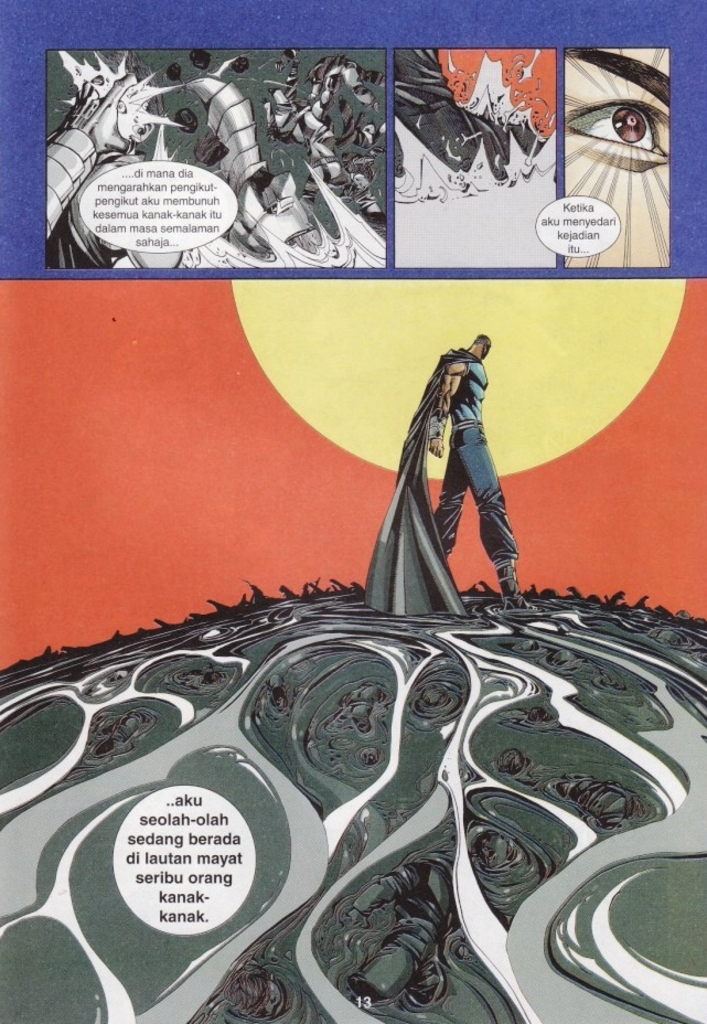 ....di mana dia
mengarahkan pengikut-
pengikut aku membunuh
kesemua kanak-kanak itu
dalam masa semalaman
sahaja...
Ketika
aku menyedari
kejadian
itu...
..aku
seolah-olah
sedang berada
di lautan mayat
seribu orang
kanak-
kanak.
13